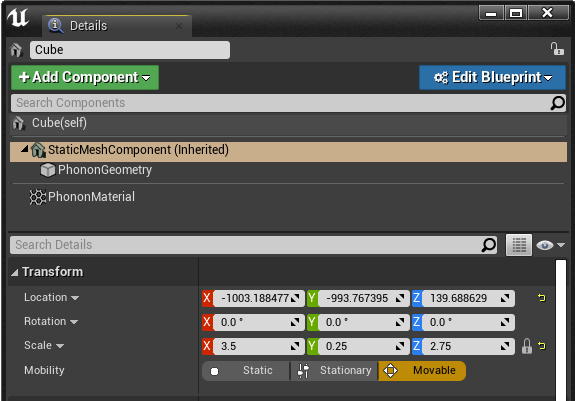 Details
Cube
Add Component
Edit Blueprint
Search Components
Cube(self)
StaticMeshComponent (Inherited)
PhononGeometry
PhononMaterial
Search Details
Transform
Location X -1003.188477 Y -993.767395 Z 139.688629
Rotation X 0.0 ° Y 0.0 ° Z 0.0 °
Scale X 3.5 Y 0.25 Z 2.75
Mobility Static Stationary Movable